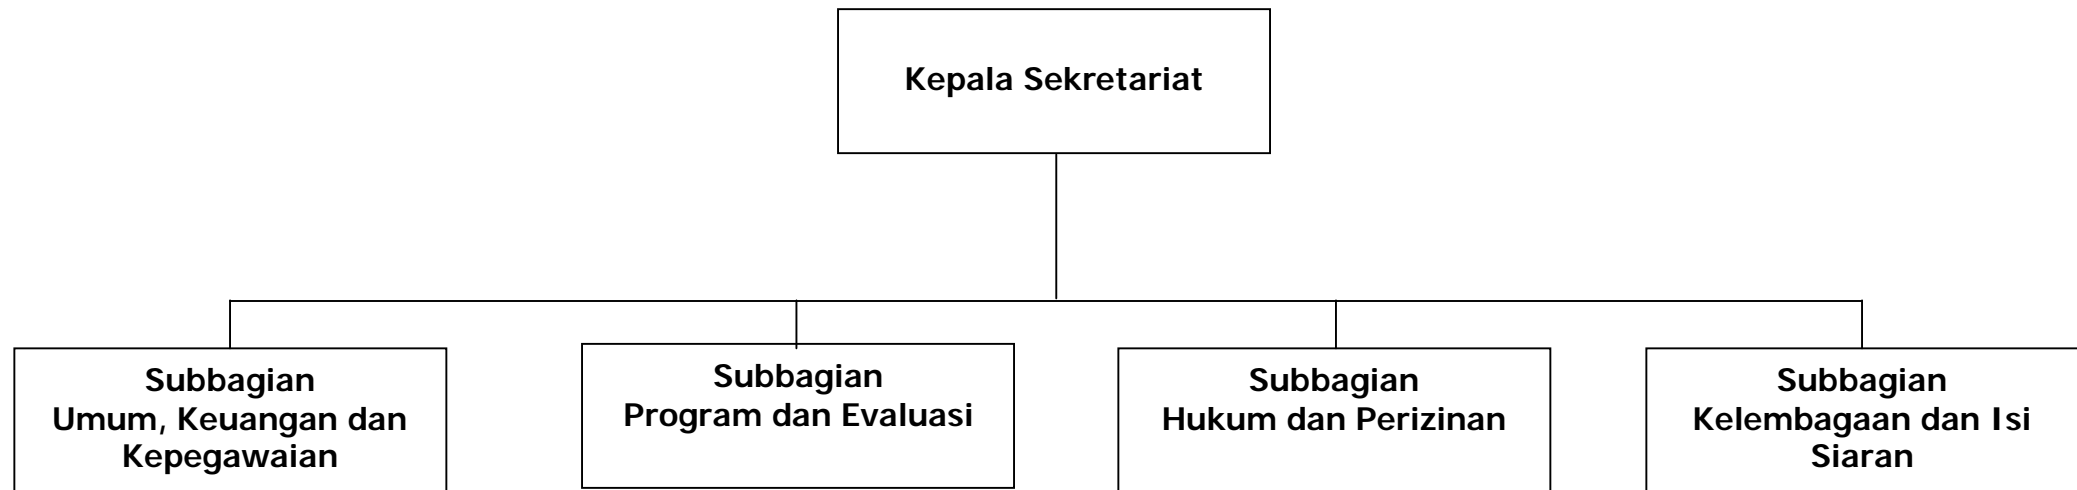 Kepala Sekretariat
Subbagian
Umum, Keuangan dan
Kepegawaian
Subbagian
Program dan Evaluasi
Subbagian
Hukum dan Perizinan
Subbagian
Kelembagaan dan Isi
Siaran